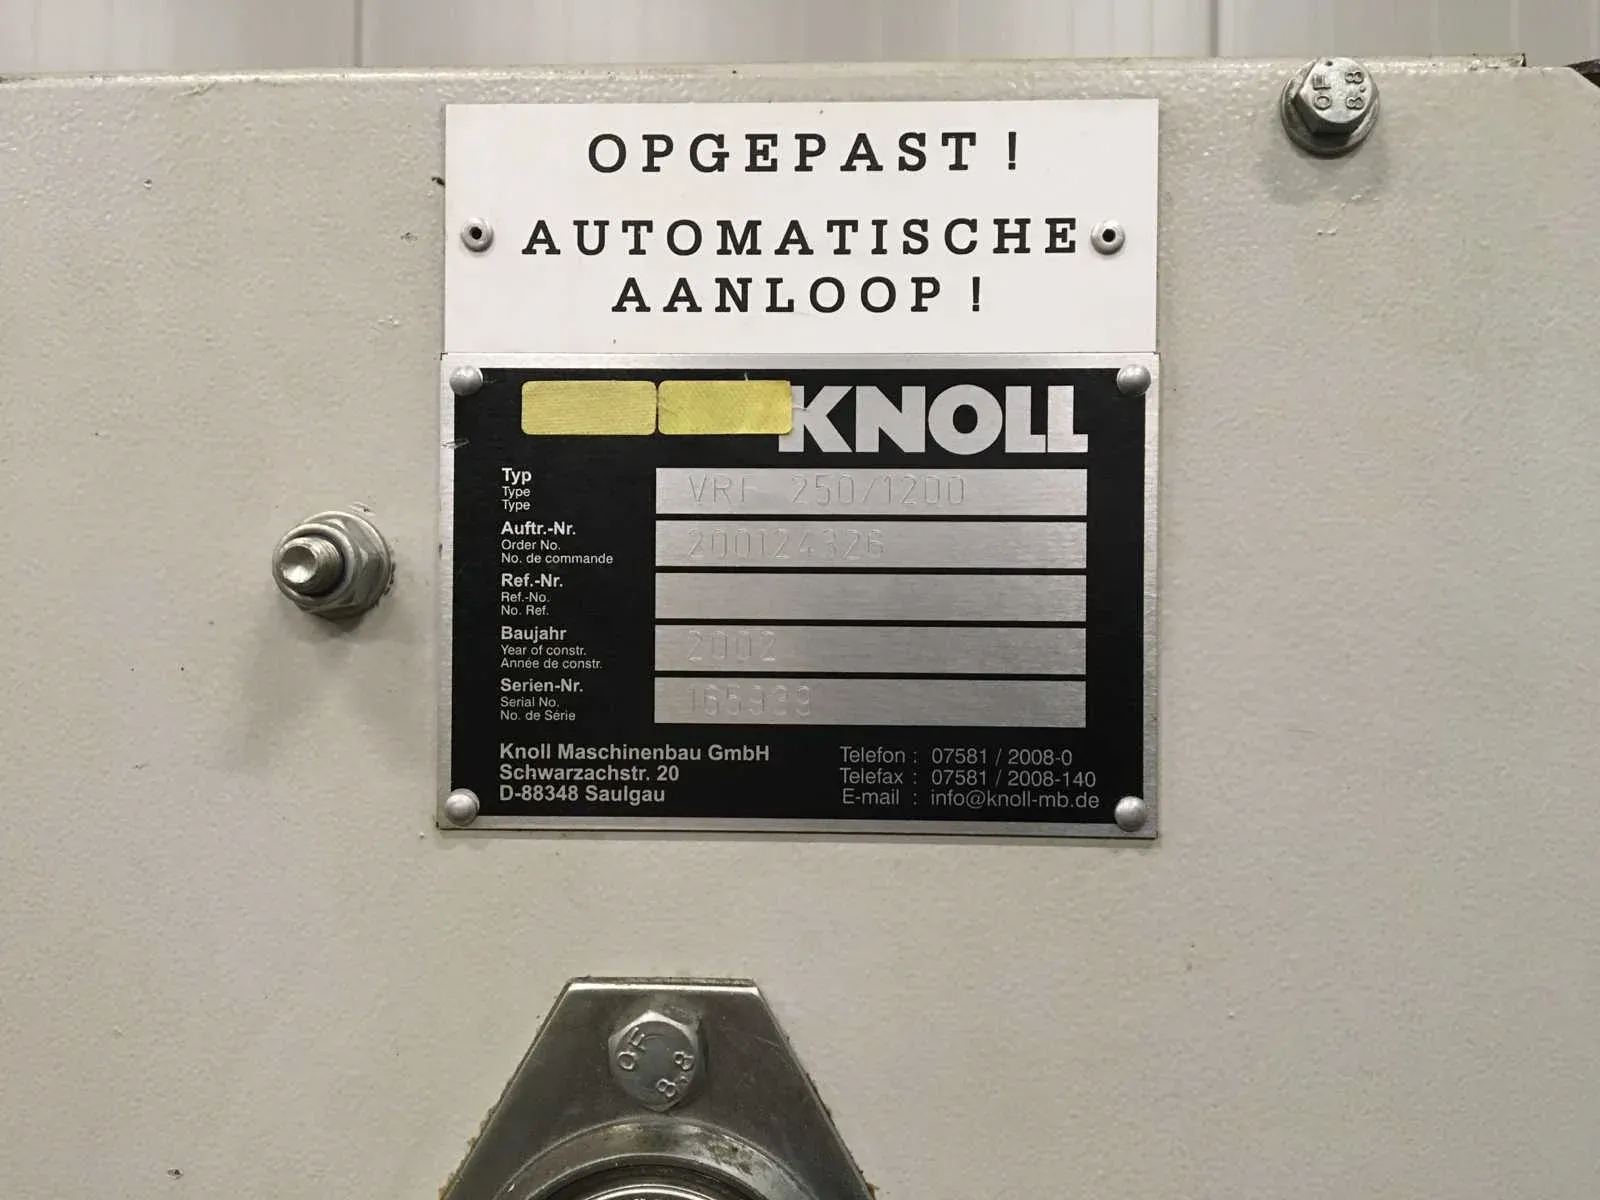 OPGEPAST !
AUTOMATISCHE
AANLOOP !
KNOLL
Typ
Type
Type
VRF 250/1200
Auftr.-Nr.
Order No.
No. de commande
200124326
Ref.-Nr.
Ref.-No.
No. Ref.
Baujahr
Year of constr.
Année de constr.
2002
Serien-Nr.
Serial No.
No. de Série
165939
Knoll Maschinenbau GmbH
Schwarzachstr. 20
D-88348 Saulgau
Telefon : 07581 / 2008-0
Telefax : 07581 / 2008-140
E-mail : info@knoll-mb.de
OF 8.8
OF 8.8